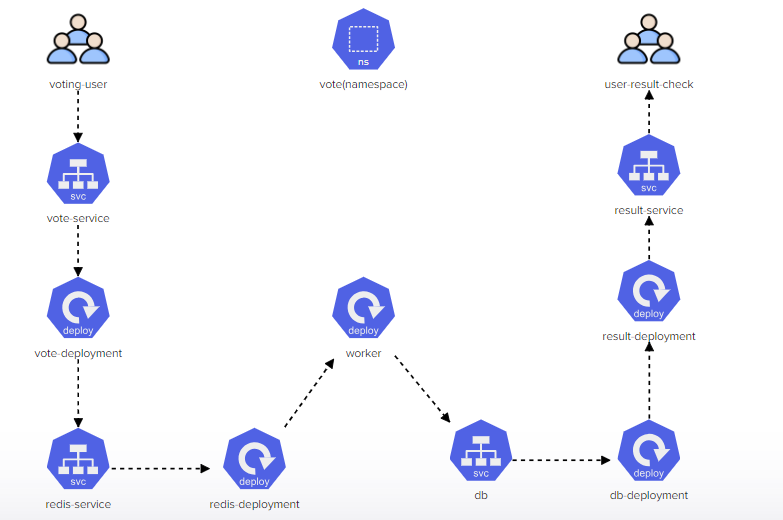 ns
voting-user
vote(namespace)
user-result-check
svc
svc
vote-service
result-service
deploy
deploy
deploy
vote-deployment
worker
result-deployment
svc
deploy
svc
deploy
redis-service
redis-deployment
db
db-deployment